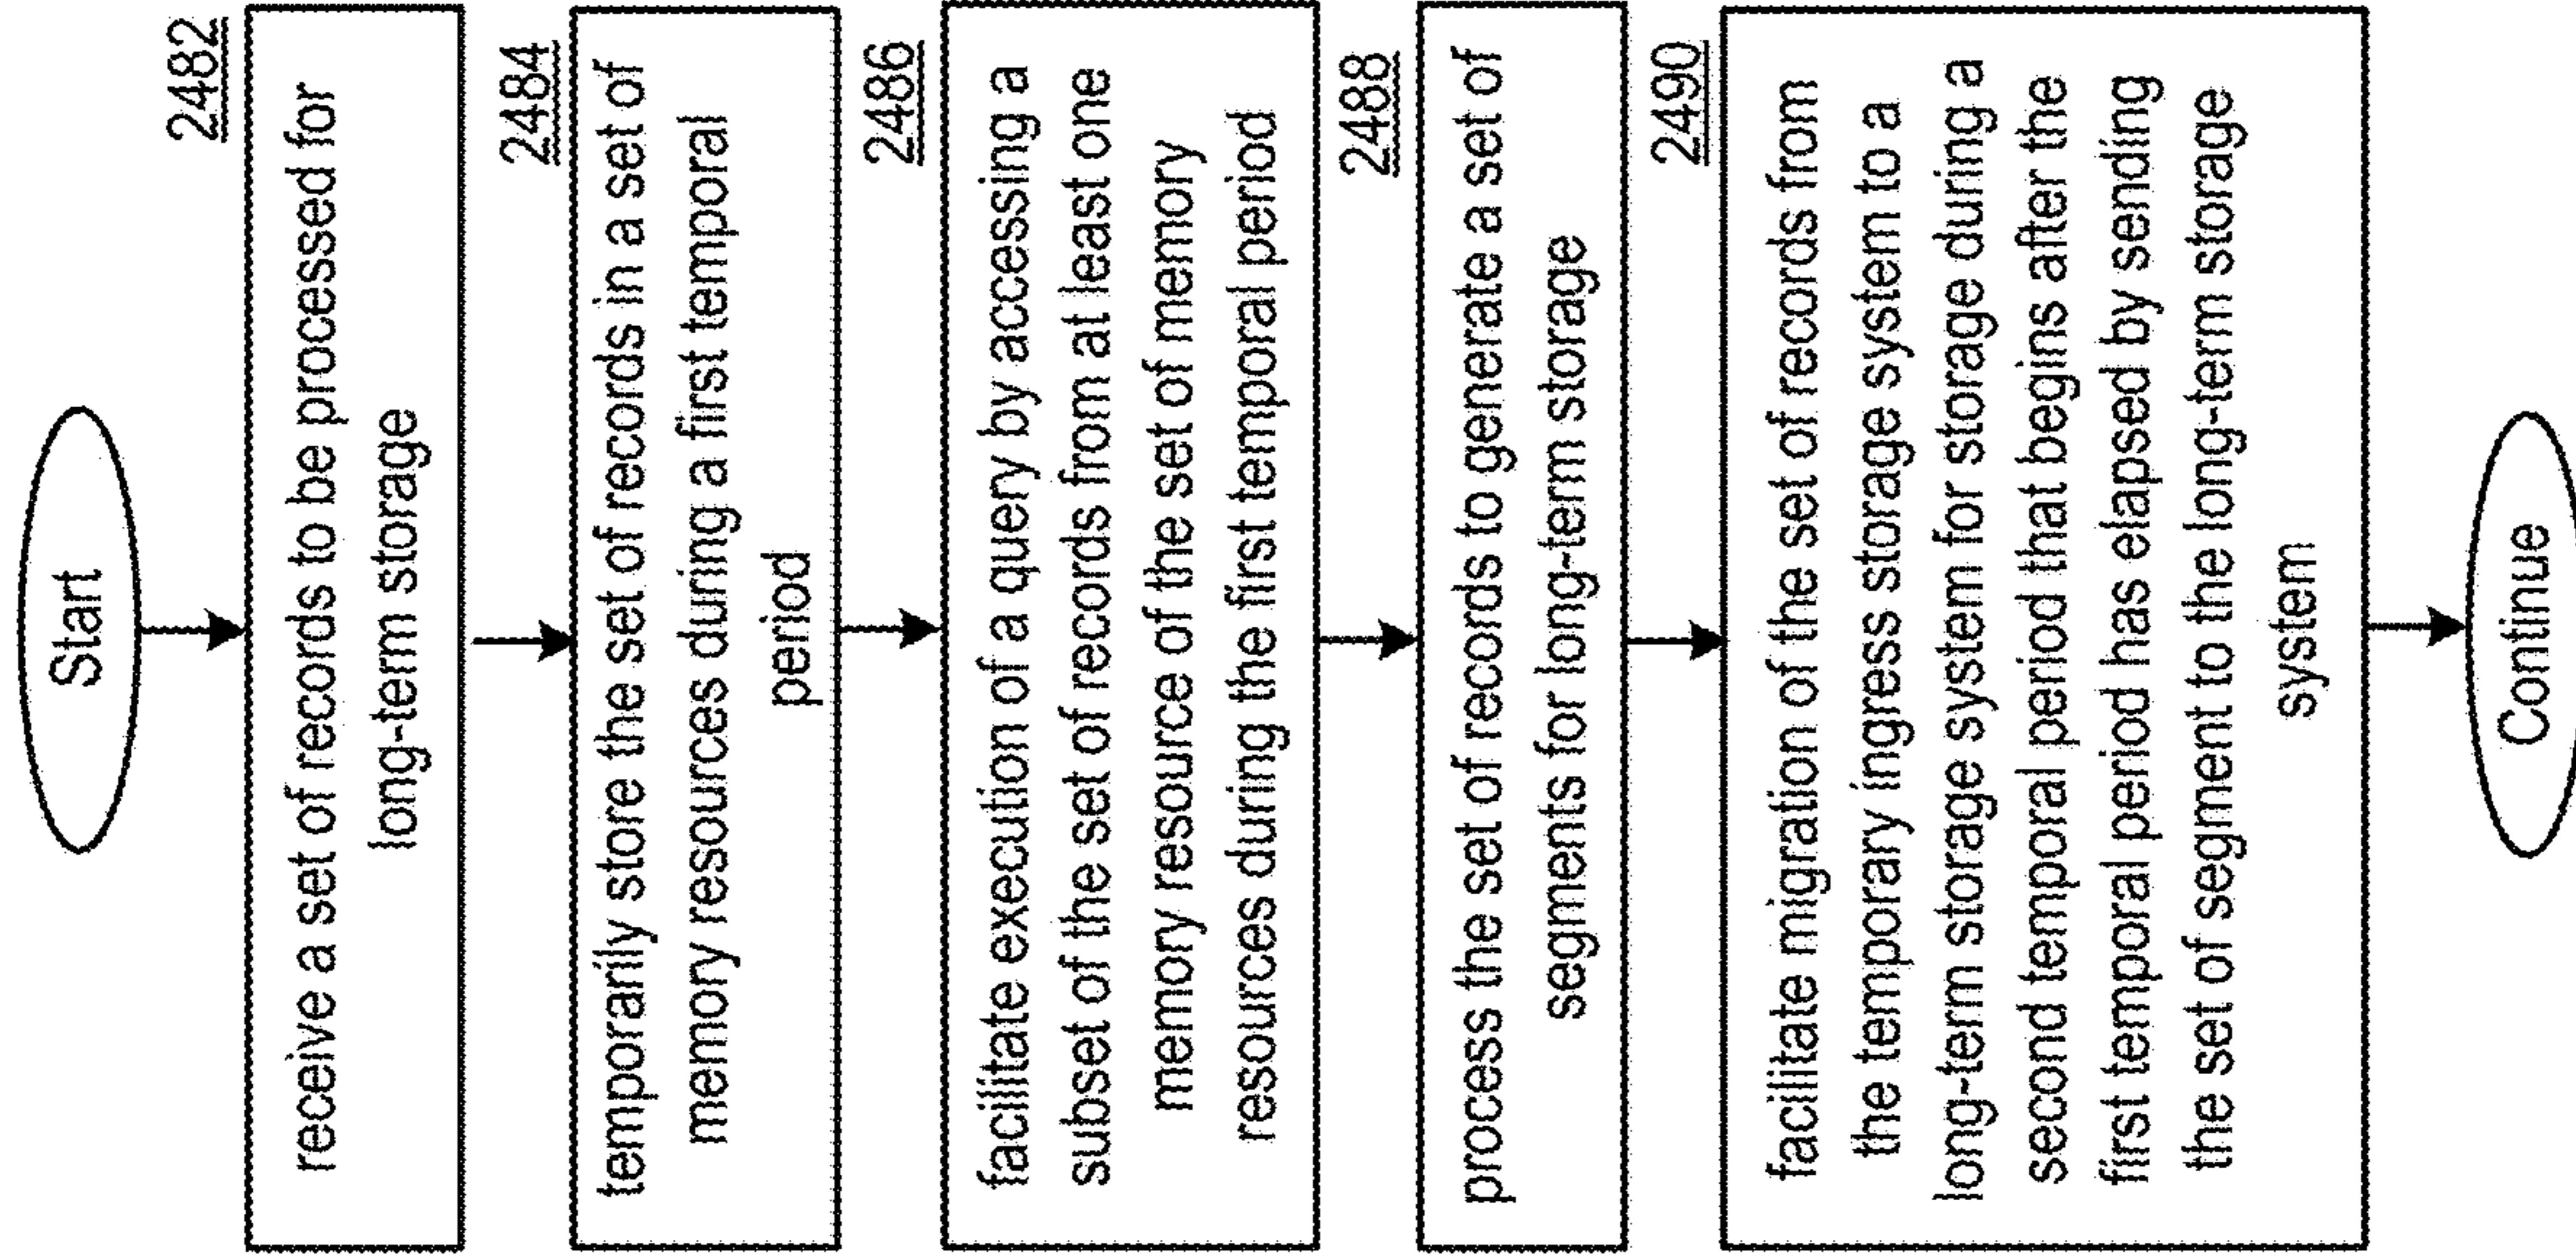 Start
2482
receive a set of records to be processed for
long-term storage
2484
temporarily store the set of records in a set of
memory resources during a first temporal
period
2486
facilitate execution of a query by accessing a
subset of the set of records from at least one
memory resource of the set of memory
resources during the first temporal period
2488
process the set of records to generate a set of
segments for long-term storage
2490
facilitate migration of the set of records from
the temporary ingress storage system to a
long-term storage system for storage during a
second temporal period that begins after the
first temporal period has elapsed by sending
the set of segment to the long-term storage
system
Continue